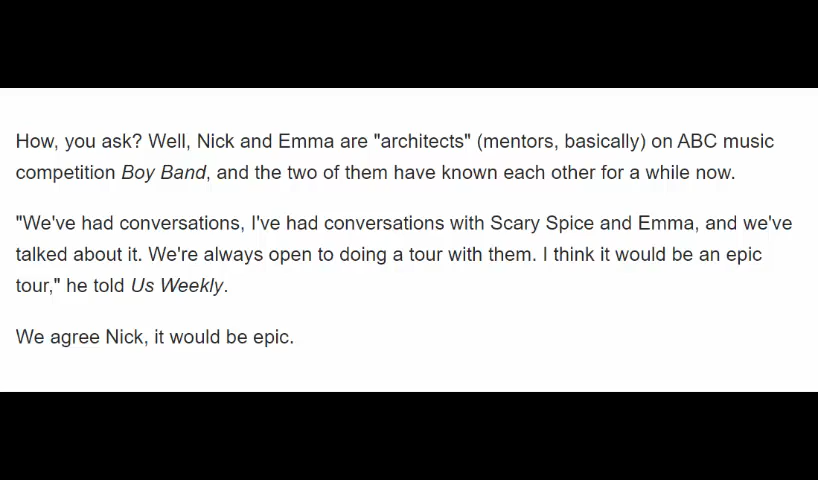 How, you ask? Well, Nick and Emma are "architects" (mentors, basically) on ABC music
competition Boy Band, and the two of them have known each other for a while now.
"We've had conversations, I've had conversations with Scary Spice and Emma, and we've
talked about it. We're always open to doing a tour with them. I think it would be an epic
tour," he told Us Weekly.
We agree Nick, it would be epic.